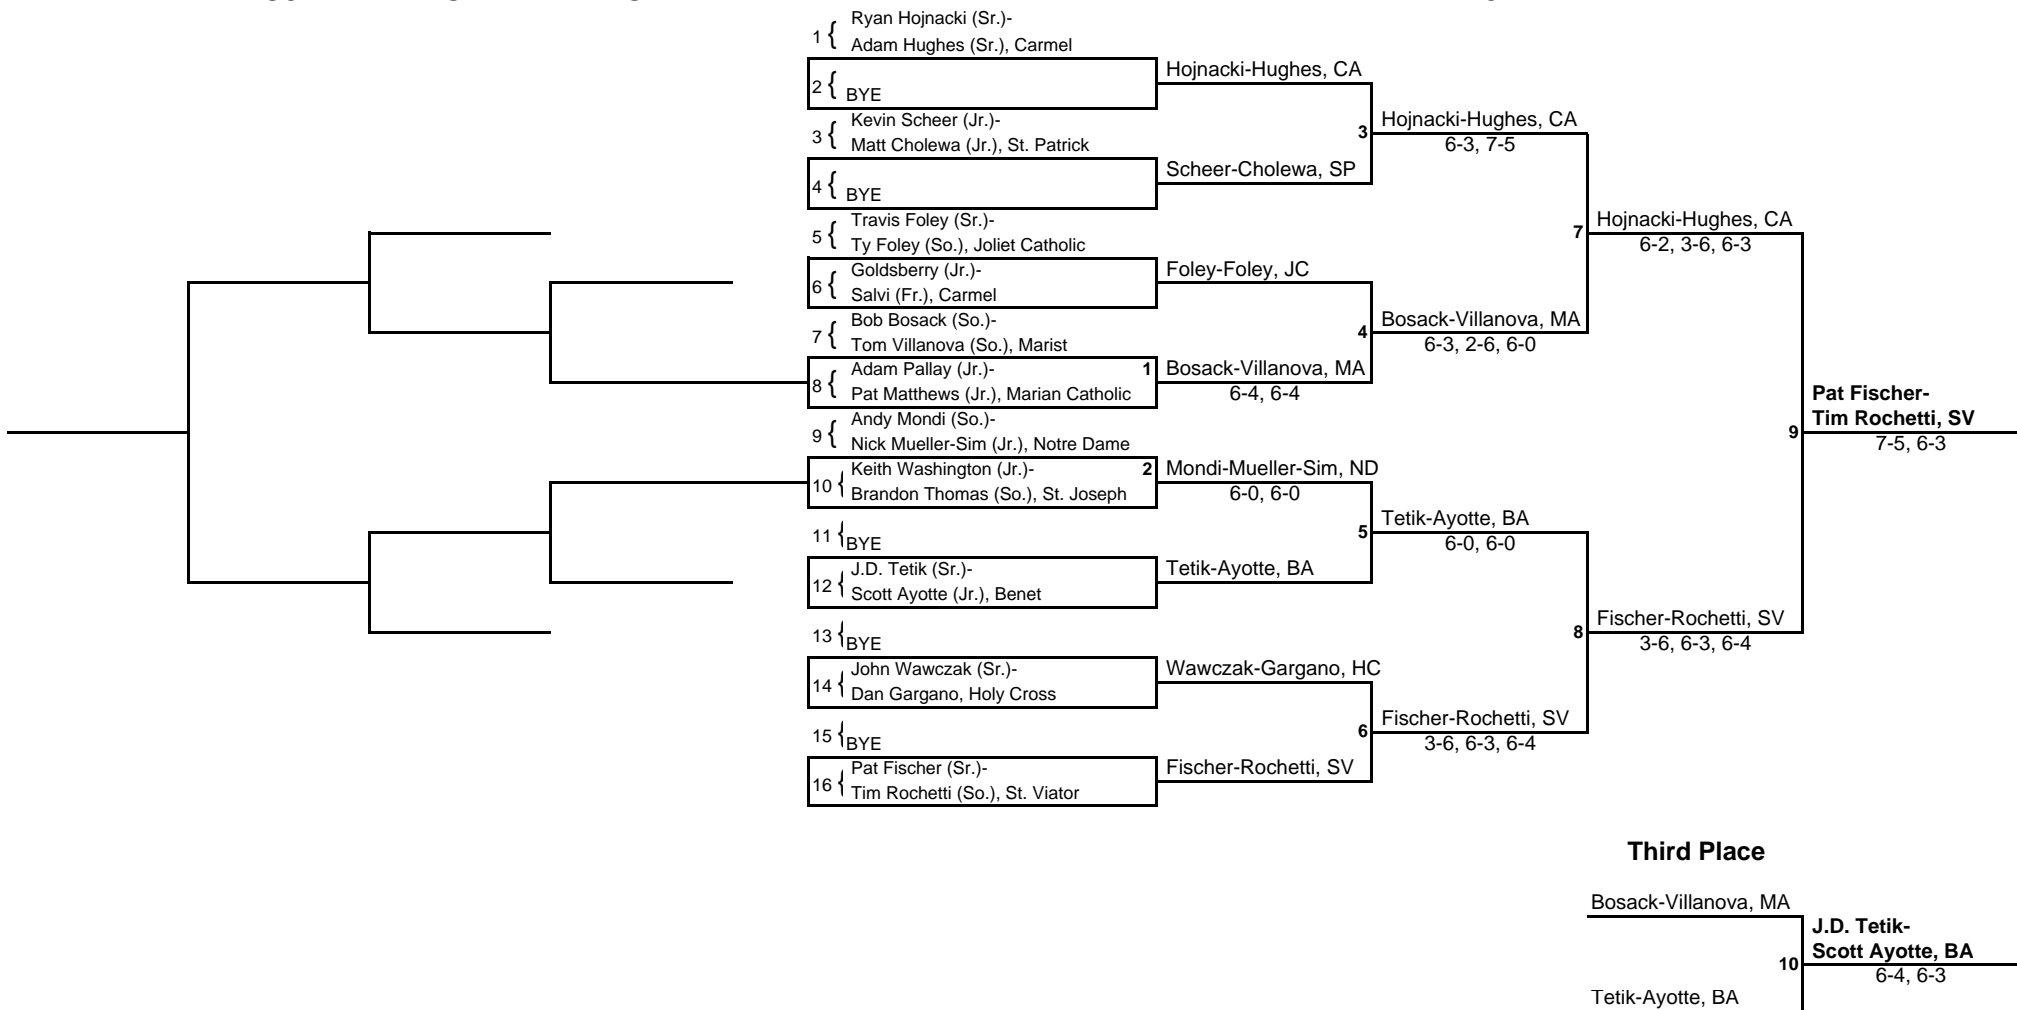 1 { Ryan Hojnacki (Sr.)-
Adam Hughes (Sr.), Carmel
2 { BYE
3 { Kevin Scheer (Jr.)-
Matt Cholewa (Jr.), St. Patrick
4 { BYE
5 { Travis Foley (Sr.)-
Ty Foley (So.), Joliet Catholic
6 { Goldsberry (Jr.)-
Salvi (Fr.), Carmel
7 { Bob Bosack (So.)-
Tom Villanova (So.), Marist
8 { Adam Pallay (Jr.)-
Pat Matthews (Jr.), Marian Catholic
9 { Andy Mondi (So.)-
Nick Mueller-Sim (Jr.), Notre Dame
10 { Keith Washington (Jr.)-
Brandon Thomas (So.), St. Joseph
11 { BYE
12 { J.D. Tetik (Sr.)-
Scott Ayotte (Jr.), Benet
13 { BYE
14 { John Wawczak (Sr.)-
Dan Gargano, Holy Cross
15 { BYE
16 { Pat Fischer (Sr.)-
Tim Rochetti (So.), St. Viator
Hojnacki-Hughes, CA
Scheer-Cholewa, SP
Foley-Foley, JC
1 Bosack-Villanova, MA
6-4, 6-4
2 Mondi-Mueller-Sim, ND
6-0, 6-0
Tetik-Ayotte, BA
Wawczak-Gargano, HC
Fischer-Rochetti, SV
3 Hojnacki-Hughes, CA
6-3, 7-5
4 Bosack-Villanova, MA
6-3, 2-6, 6-0
5 Tetik-Ayotte, BA
6-0, 6-0
6 Fischer-Rochetti, SV
3-6, 6-3, 6-4
7 Hojnacki-Hughes, CA
6-2, 3-6, 6-3
8 Fischer-Rochetti, SV
3-6, 6-3, 6-4
9 Pat Fischer-
Tim Rochetti, SV
7-5, 6-3
Third Place
Bosack-Villanova, MA
Tetik-Ayotte, BA
10 J.D. Tetik-
Scott Ayotte, BA
6-4, 6-3